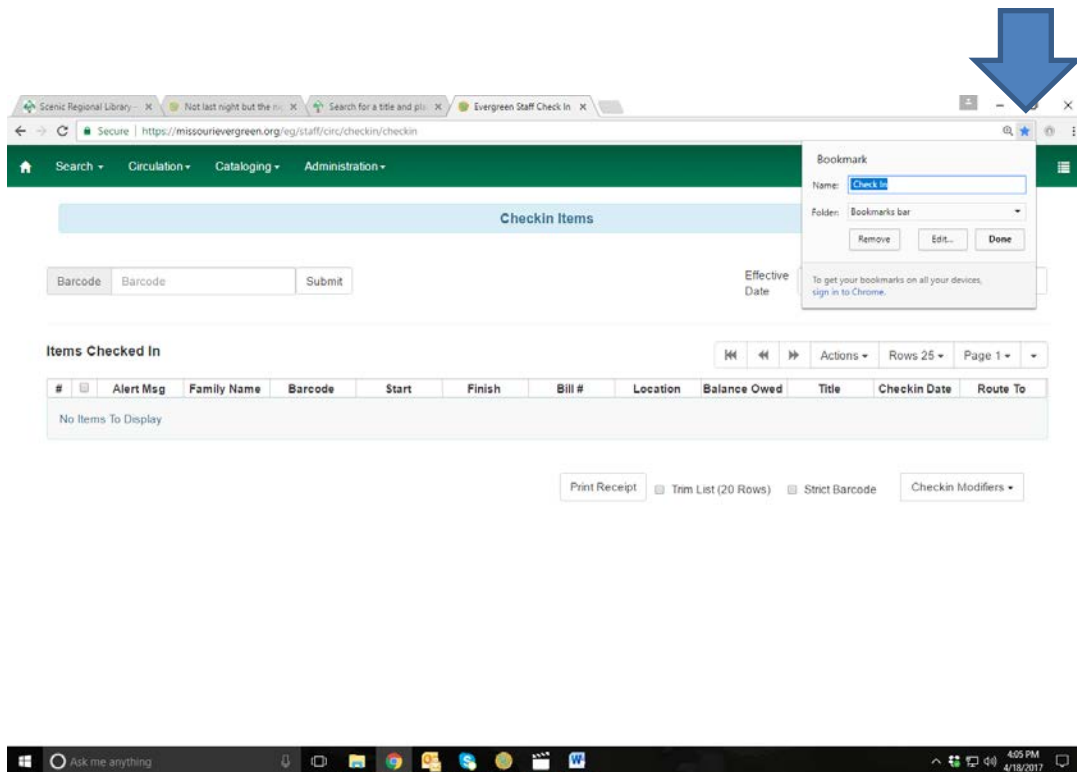 Scenic Regional Library –
Not last night but the
Search for a title and pl
Evergreen Staff Check In
Secure | https://missourievergreen.org/eg/staff/circ/checkin/checkin
Search
Circulation
Cataloging
Administration
Bookmark
Name: Check In
Folder: Bookmarks bar
Remove
Edit...
Done
To get your bookmarks on all your devices,
sign in to Chrome.
Checkin Items
Barcode
Barcode
Submit
Effective
Date
Items Checked In
Actions
Rows 25
Page 1
# Alert Msg Family Name Barcode Start Finish Bill # Location Balance Owed Title Checkin Date Route To
No Items To Display
Print Receipt
Trim List (20 Rows)
Strict Barcode
Checkin Modifiers
Ask me anything
4:05 PM
4/18/2017